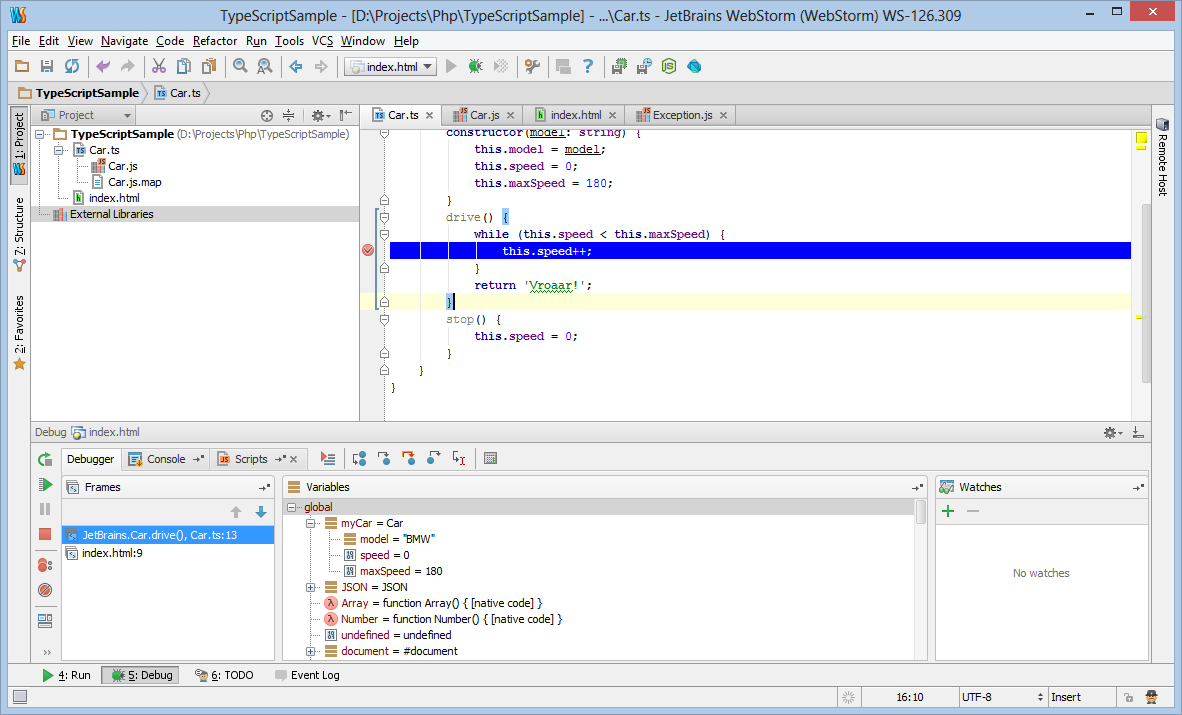 TypeScriptSample - [D:\Projects\Php\TypeScriptSample] - ...\Car.ts - JetBrains WebStorm (WebStorm) WS-126.309
File Edit View Navigate Code Refactor Run Tools VCS Window Help
index.html
TypeScriptSample Car.ts
1: Project
7: Structure
2: Favorites
Project
TypeScriptSample (D:\Projects\Php\TypeScriptSample)
Car.ts
Car.js
Car.js.map
index.html
External Libraries
Car.ts Car.js index.html Exception.js
constructor(model: string) {
this.model = model;
this.speed = 0;
this.maxSpeed = 180;
}
drive() {
while (this.speed < this.maxSpeed) {
this.speed++;
}
return 'Vroaar!';
}
stop() {
this.speed = 0;
}
}
}
Remote Host
Debug index.html
Debugger Console Scripts
Frames
JetBrains.Car.drive(), Car.ts:13
index.html:9
Variables
global
myCar = Car
model = "BMW"
speed = 0
maxSpeed = 180
JSON = JSON
Array = function Array() { [native code] }
Number = function Number() { [native code] }
undefined = undefined
document = #document
Watches
No watches
4: Run 5: Debug 6: TODO Event Log
16:10 UTF-8 Insert